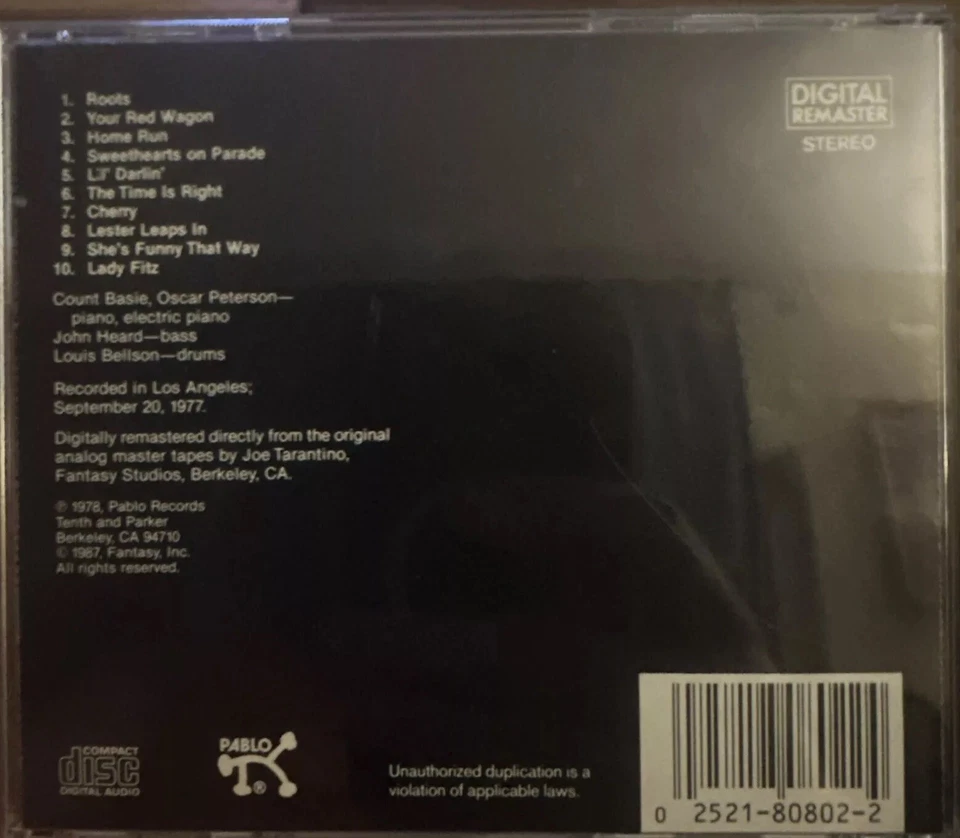 1. Roots
2. Your Red Wagon
3. Home Run
4. Sweethearts on Parade
5. Lil' Darlin'
6. The Time Is Right
7. Cherry
8. Lester Leaps In
9. She's Funny That Way
10. Lady Fitz
Count Basie, Oscar Peterson—
piano, electric piano
John Heard—bass
Louis Bellson—drums
Recorded in Los Angeles;
September 20, 1977.
Digitally remastered directly from the original
analog master tapes by Joe Tarantino,
Fantasy Studios, Berkeley, CA.
℗ 1978, Pablo Records
Tenth and Parker
Berkeley, CA 94710
© 1987, Fantasy, Inc.
All rights reserved.
DIGITAL
REMASTER
STEREO
COMPACT
disc
DIGITAL AUDIO
PABLO
®
Unauthorized duplication is a
violation of applicable laws.
0 2521-80802-2